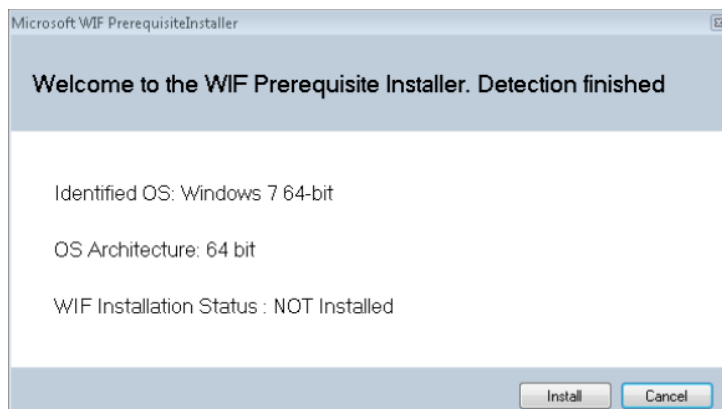 Microsoft WIF PrerequisiteInstaller
Welcome to the WIF Prerequisite Installer. Detection finished
Identified OS: Windows 7 64-bit
OS Architecture: 64 bit
WIF Installation Status : NOT Installed
Install Cancel